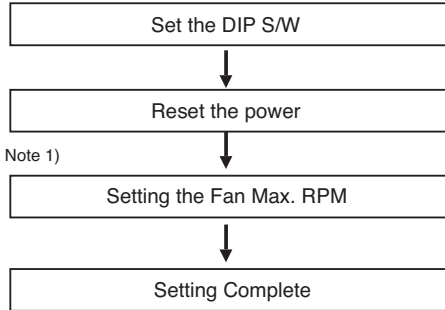 Set the DIP S/W
Reset the power
Note 1)
Setting the Fan Max. RPM
Setting Complete